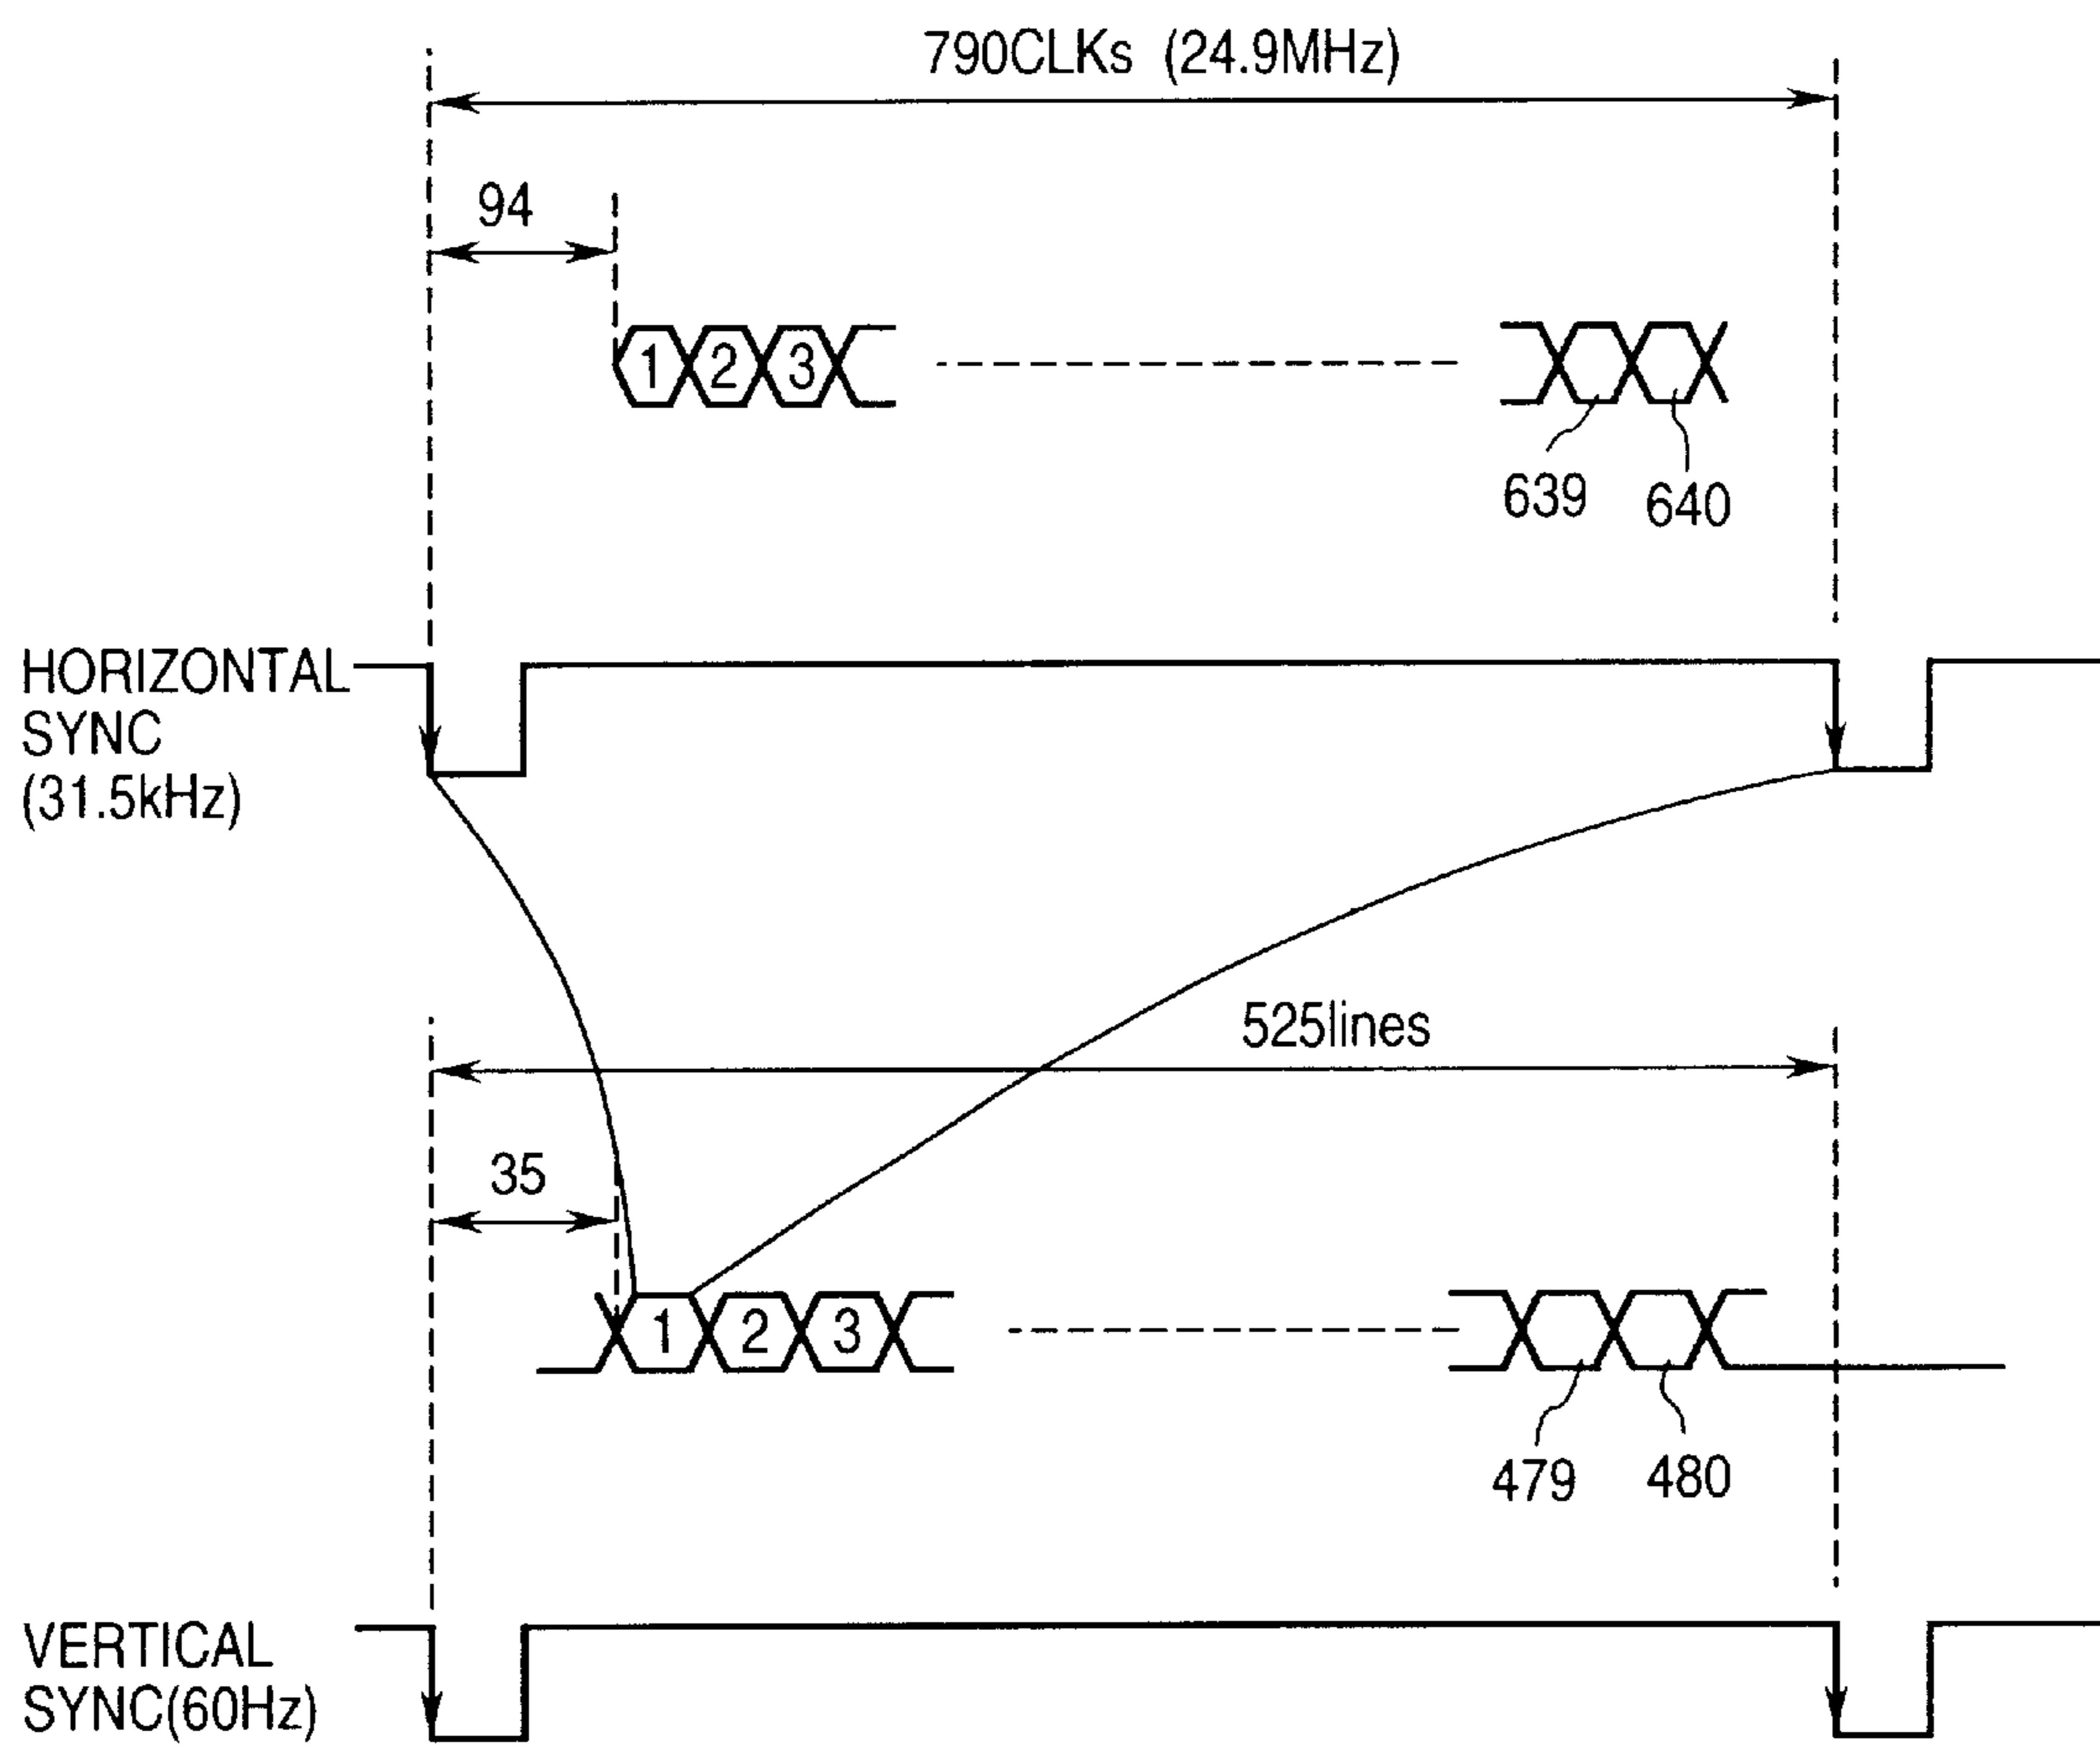 790CLKs (24.9MHz)
94
1 2 3
639 640
HORIZONTAL
SYNC
(31.5kHz)
525lines
35
1 2 3
479 480
VERTICAL
SYNC(60Hz)